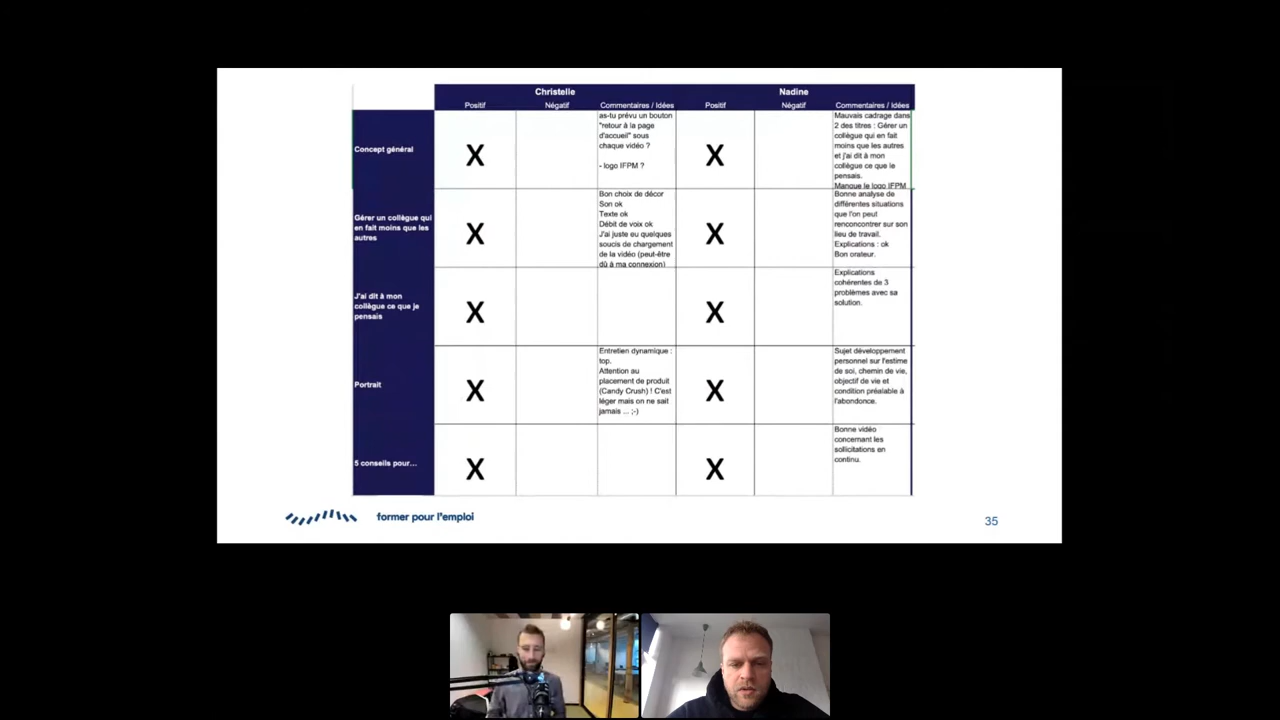 Christelle
Nadine
Positif
Négatif
Commentaires / Idées
Positif
Négatif
Commentaires / Idées
Concept général
X
as-tu prévu un bouton
"retour à la page
d'accueil" sous
chaque vidéo ?
- logo IFPM ?
X
Mauvais cadrage dans
2 des titres : Gérer un
collègue qui en fait
moins que les autres
et j'ai dit à mon
collègue ce que le
pensais.
Manque le logo IFPM
Gérer un collègue qui
en fait moins que les
autres
X
Bon choix de décor
Son ok
Texte ok
Débit de voix ok
J'ai juste eu quelques
soucis de chargement
de la vidéo (peut-être
dû à ma connexion)
X
Bonne analyse de
différentes situations
que l'on peut
renconcontrer sur son
lieu de travail.
Explications : ok
Bon orateur.
J'ai dit à mon
collègue ce que je
pensais
X
X
Explications
cohérentes de 3
problèmes avec sa
solution.
Portrait
X
Entretien dynamique :
top.
Attention au
placement de produit
(Candy Crush) ! C'est
léger mais on ne sait
jamais ... ;-)
X
Sujet développement
personnel sur l'estime
de soi, chemin de vie,
objectif de vie et
condition préalable à
l'abondonce.
5 conseils pour...
X
X
Bonne vidéo
concernant les
sollicitations en
continu.
former pour l'emploi
35